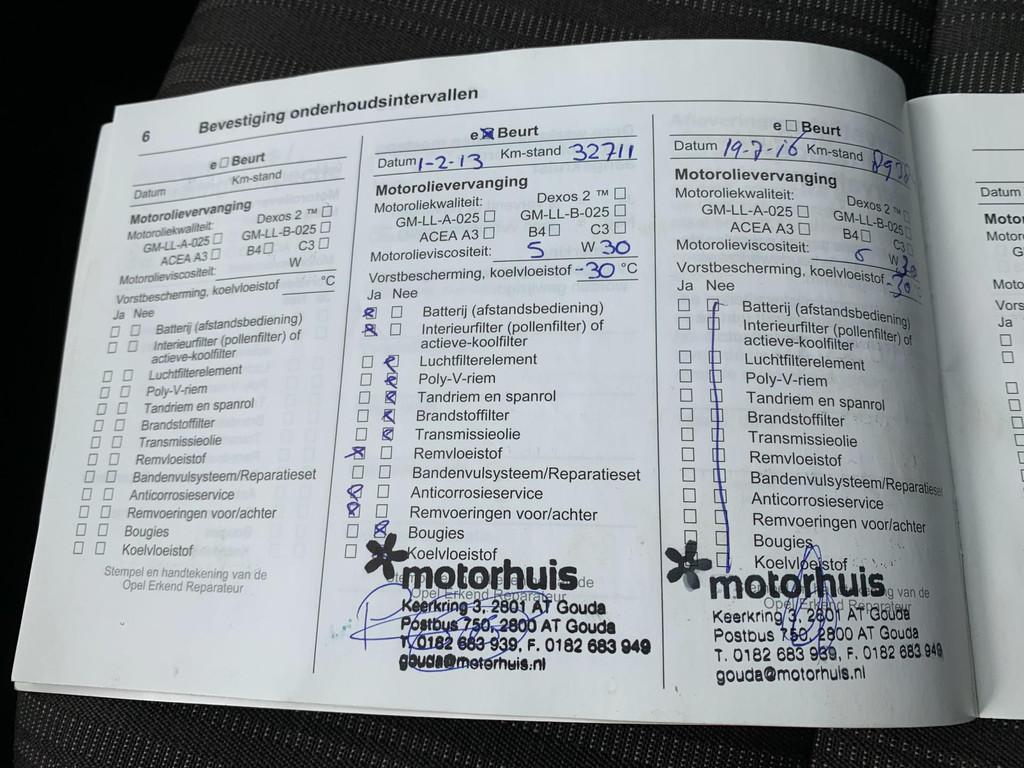 6 Bevestiging onderhoudsintervallen
e ☐ Beurt
Datum Km-stand
Motorolievervanging
Motoroliekwaliteit: Dexos 2 ™ ☐
GM-LL-A-025 ☐ GM-LL-B-025 ☐
ACEA A3 ☐ B4 ☐ C3 ☐
Motorolieviscositeit: W
Vorstbescherming, koelvloeistof °C
Ja Nee
☐ ☐ Batterij (afstandsbediening)
☐ ☐ Interieurfilter (pollenfilter) of
actieve-koolfilter
☐ ☐ Luchtfilterelement
☐ ☐ Poly-V-riem
☐ ☐ Tandriem en spanrol
☐ ☐ Brandstoffilter
☐ ☐ Transmissieolie
☐ ☐ Remvloeistof
☐ ☐ Bandenvulsysteem/Reparatieset
☐ ☐ Anticorrosieservice
☐ ☐ Remvoeringen voor/achter
☐ ☐ Bougies
☐ ☐ Koelvloeistof
Stempel en handtekening van de
Opel Erkend Reparateur
e ☒ Beurt
Datum 1-2-13 Km-stand 32711
Motorolievervanging
Motoroliekwaliteit: Dexos 2 ™ ☐
GM-LL-A-025 ☐ GM-LL-B-025 ☐
ACEA A3 ☐ B4 ☐ C3 ☐
Motorolieviscositeit: 5 W 30
Vorstbescherming, koelvloeistof -30 °C
Ja Nee
☒ ☐ Batterij (afstandsbediening)
☒ ☐ Interieurfilter (pollenfilter) of
actieve-koolfilter
☐ ☒ Luchtfilterelement
☐ ☒ Poly-V-riem
☐ ☒ Tandriem en spanrol
☐ ☒ Brandstoffilter
☐ ☒ Transmissieolie
☒ ☐ Remvloeistof
☐ ☐ Bandenvulsysteem/Reparatieset
☒ ☐ Anticorrosieservice
☒ ☐ Remvoeringen voor/achter
☐ ☒ Bougies
☐ Koelvloeistof
de
Opel Erkend Reparateur
motorhuis
Keerkring 3, 2801 AT Gouda
Postbus 750, 2800 AT Gouda
T. 0182 683 939, F. 0182 683 949
gouda@motorhuis.nl
e ☐ Beurt
Datum 19-7-16 Km-stand
Motorolievervanging
Motoroliekwaliteit: Dexos 2 ™ ☐
GM-LL-A-025 ☐ GM-LL-B-025 ☐
ACEA A3 ☐ B4 ☐ C3 ☐
Motorolieviscositeit: 5 W 30
Vorstbescherming, koelvloeistof -30
Ja Nee
☐ ☐ Batterij (afstandsbediening)
☐ ☐ Interieurfilter (pollenfilter) of
actieve-koolfilter
☐ ☐ Luchtfilterelement
☐ ☐ Poly-V-riem
☐ ☐ Tandriem en spanrol
☐ ☐ Brandstoffilter
☐ ☐ Transmissieolie
☐ ☐ Remvloeistof
☐ ☐ Bandenvulsysteem/Reparatieset
☐ ☐ Anticorrosieservice
☐ ☐ Remvoeringen voor/achter
☐ ☐ Bougies
☐ Koelvloeistof
ng van de
Opel Erkend Reparateur
motorhuis
Keerkring 3, 2801 AT Gouda
Postbus 750, 2800 AT Gouda
T. 0182 683 939, F. 0182 683 949
gouda@motorhuis.nl
Datum
Ja